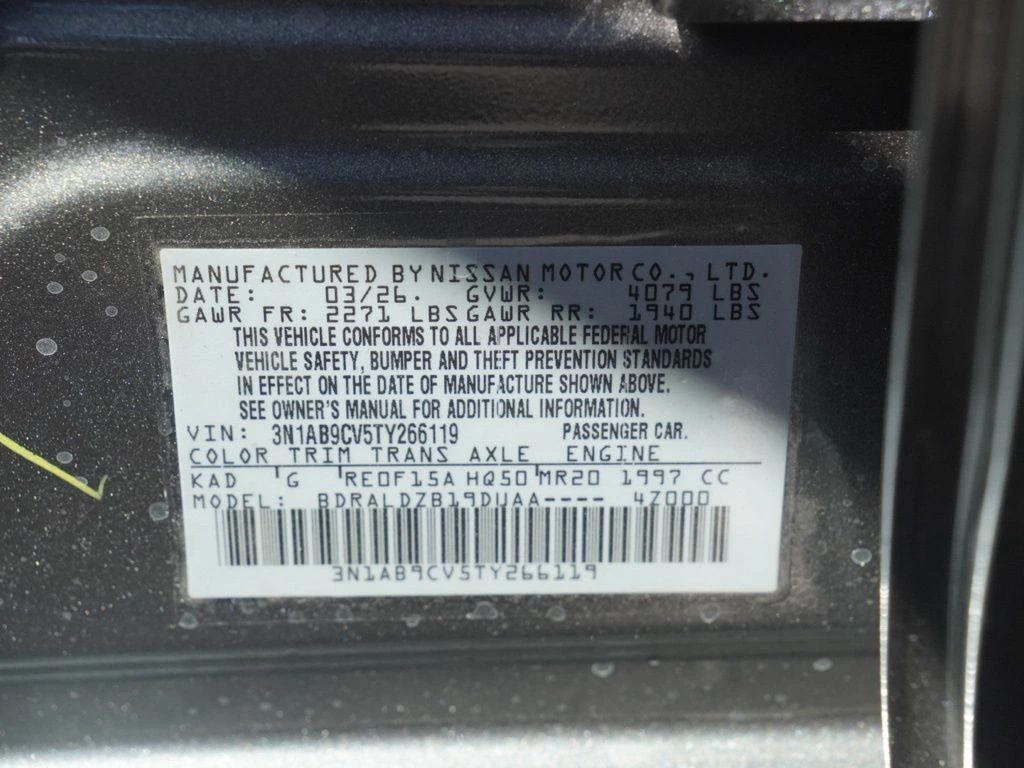 MANUFACTURED BY NISSAN MOTOR CO., LTD.
DATE: 03/26. GVWR: 4079 LBS
GAWR FR: 2271 LBS GAWR RR: 1940 LBS
THIS VEHICLE CONFORMS TO ALL APPLICABLE FEDERAL MOTOR
VEHICLE SAFETY, BUMPER AND THEFT PREVENTION STANDARDS
IN EFFECT ON THE DATE OF MANUFACTURE SHOWN ABOVE.
SEE OWNER'S MANUAL FOR ADDITIONAL INFORMATION.
VIN: 3N1AB9CV5TY266119 PASSENGER CAR.
COLOR TRIM TRANS AXLE ENGINE
KAD G RE0F15A HQ50 MR20 1997 CC
MODEL: BDRALDZB19DUAA---- 4Z000
3N1AB9CV5TY266119